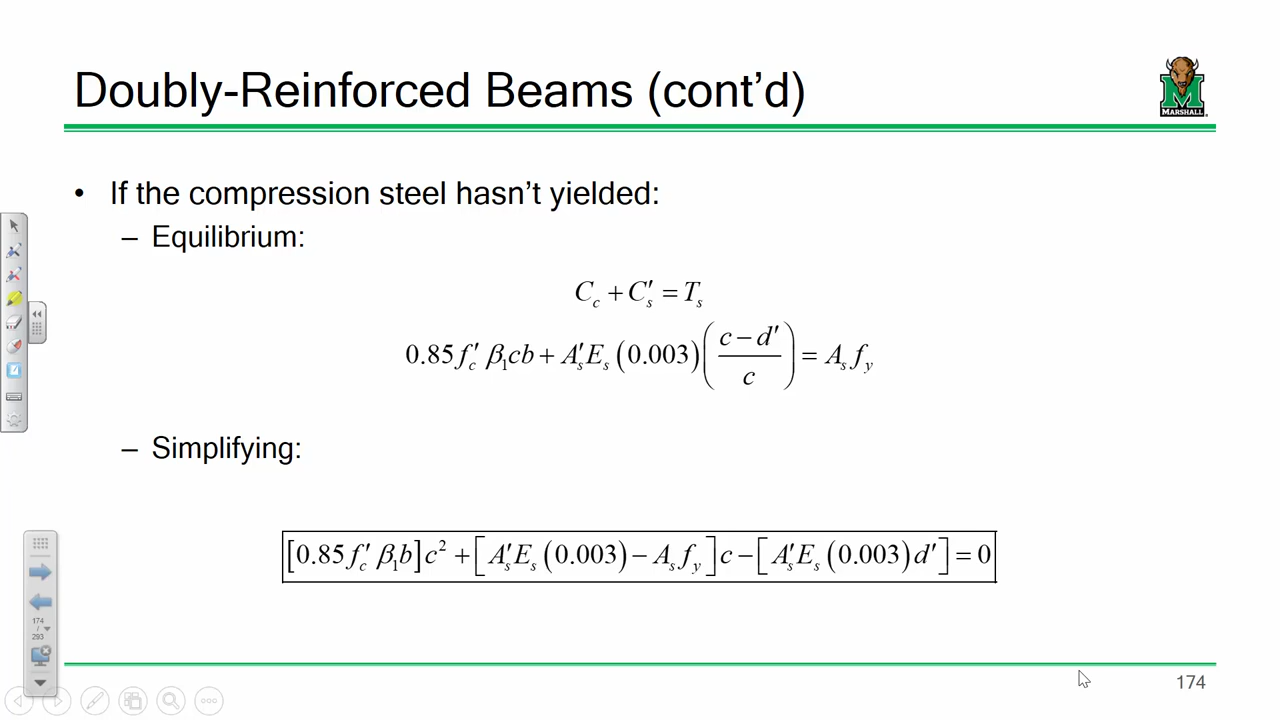 Doubly-Reinforced Beams (cont’d)
M
MARSHALL
• If the compression steel hasn’t yielded:
– Equilibrium:
C_c + C′_s = T_s
0.85 f′_c β_1 cb + A′_s E_s (0.003) ((c − d′) / c) = A_s f_y
– Simplifying:
[0.85 f′_c β_1 b] c² + [A′_s E_s (0.003) − A_s f_y] c − [A′_s E_s (0.003) d′] = 0
174
/
293
174